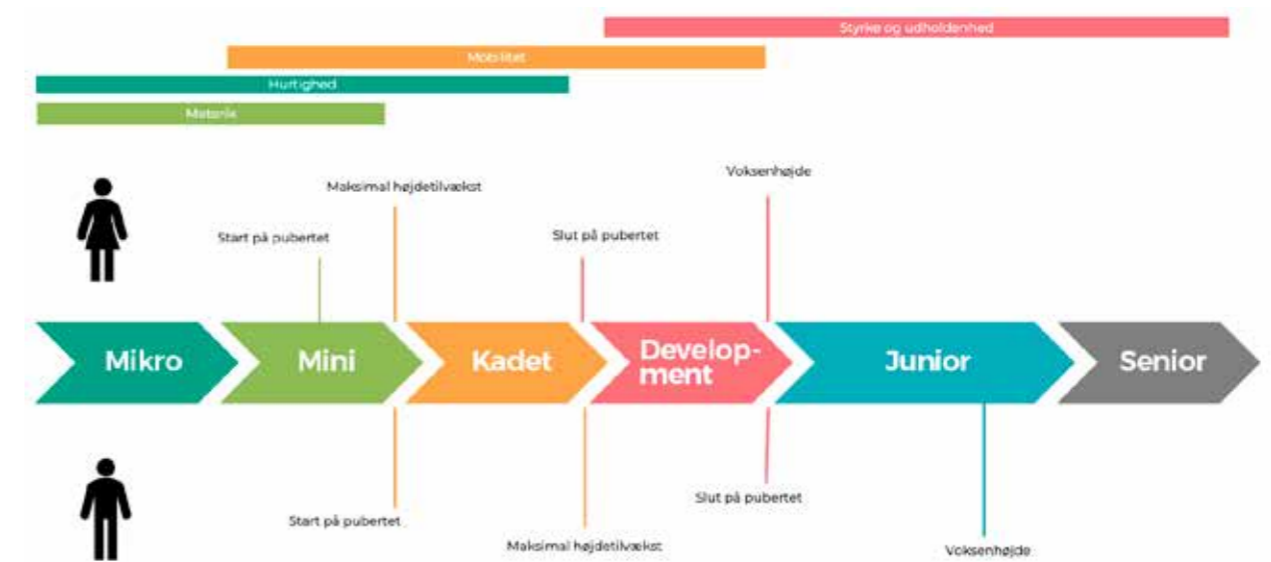 Styrke og udholdenhed
Mobilitet
Hurtighed
Motorik
Voksenhøjde
Maksimal højdetilvækst
Start på pubertet
Slut på pubertet
Mikro
Mini
Kadet
Develop-
ment
Junior
Senior
Slut på pubertet
Start på pubertet
Maksimal højdetilvækst
Voksenhøjde